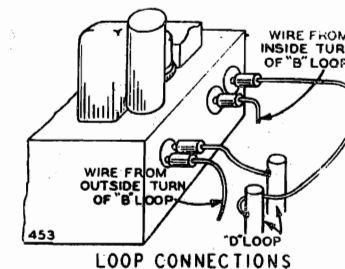 WIRE FROM
INSIDE TURN
OF "B" LOOP
WIRE FROM
OUTSIDE TURN
OF "B" LOOP
"D" LOOP
453
LOOP CONNECTIONS